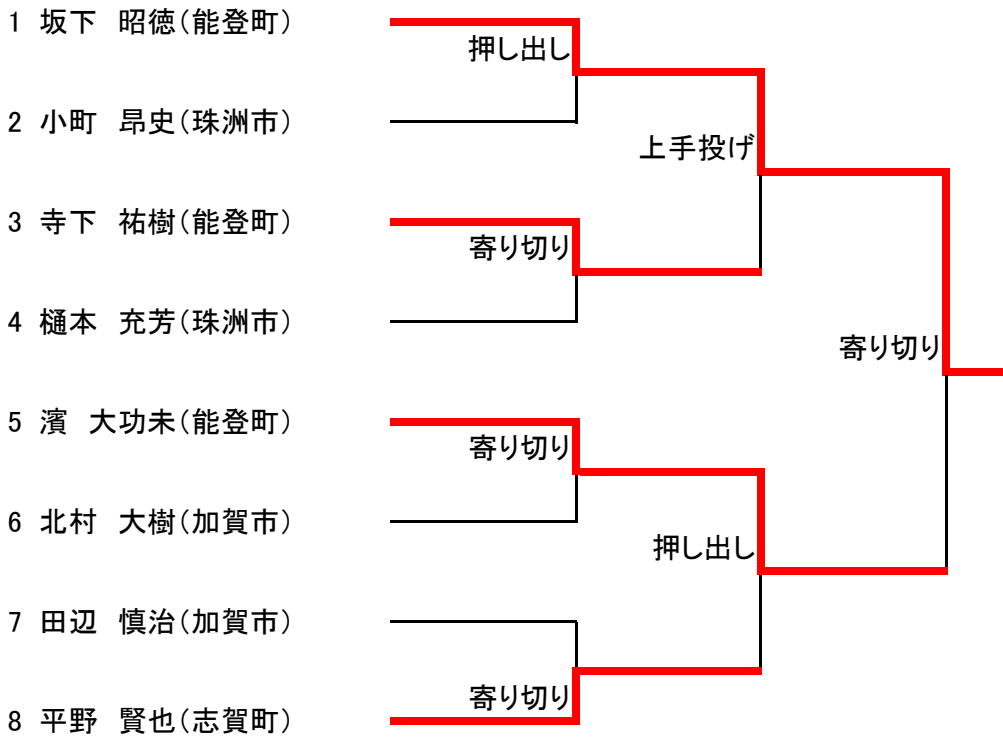 1 坂下 昭徳(能登町)
押し出し
2 小町 昂史(珠洲市)
上手投げ
3 寺下 祐樹(能登町)
寄り切り
4 樋本 充芳(珠洲市)
寄り切り
5 濱 大功未(能登町)
寄り切り
6 北村 大樹(加賀市)
押し出し
7 田辺 慎治(加賀市)
寄り切り
8 平野 賢也(志賀町)